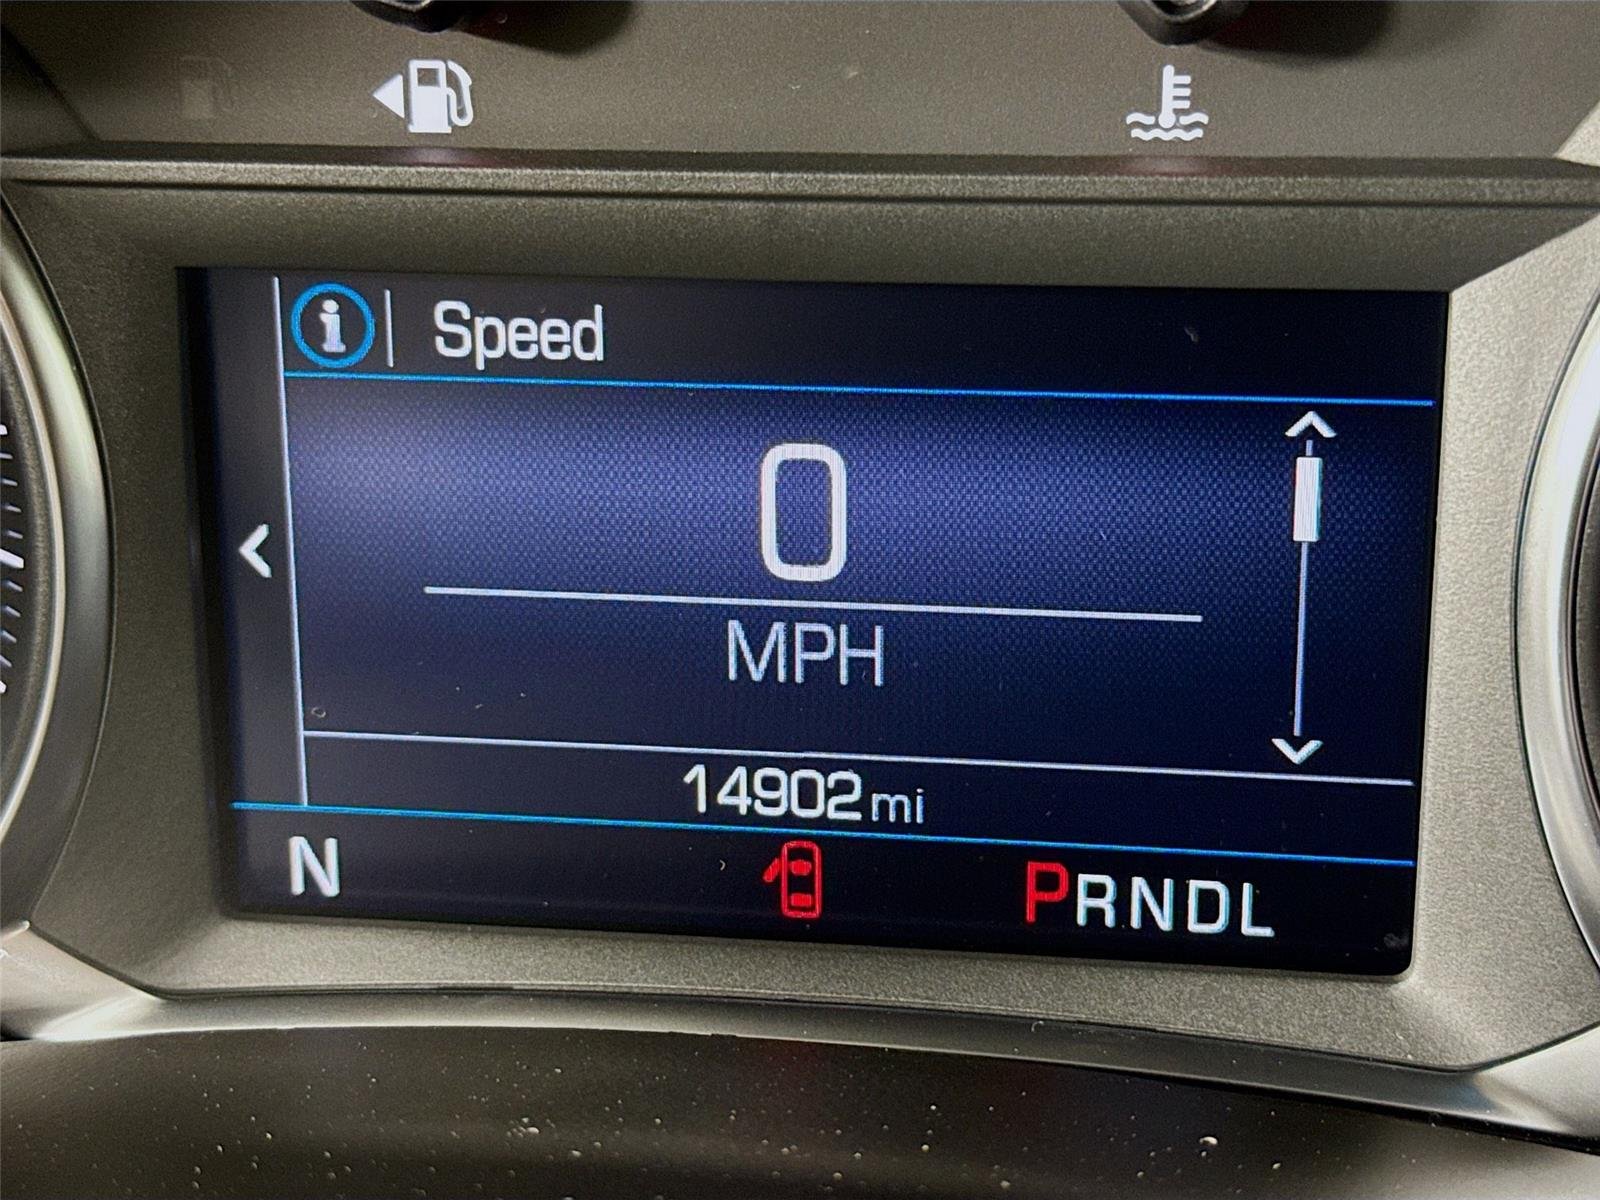 Speed
0
MPH
14902 mi
N
PRNDL